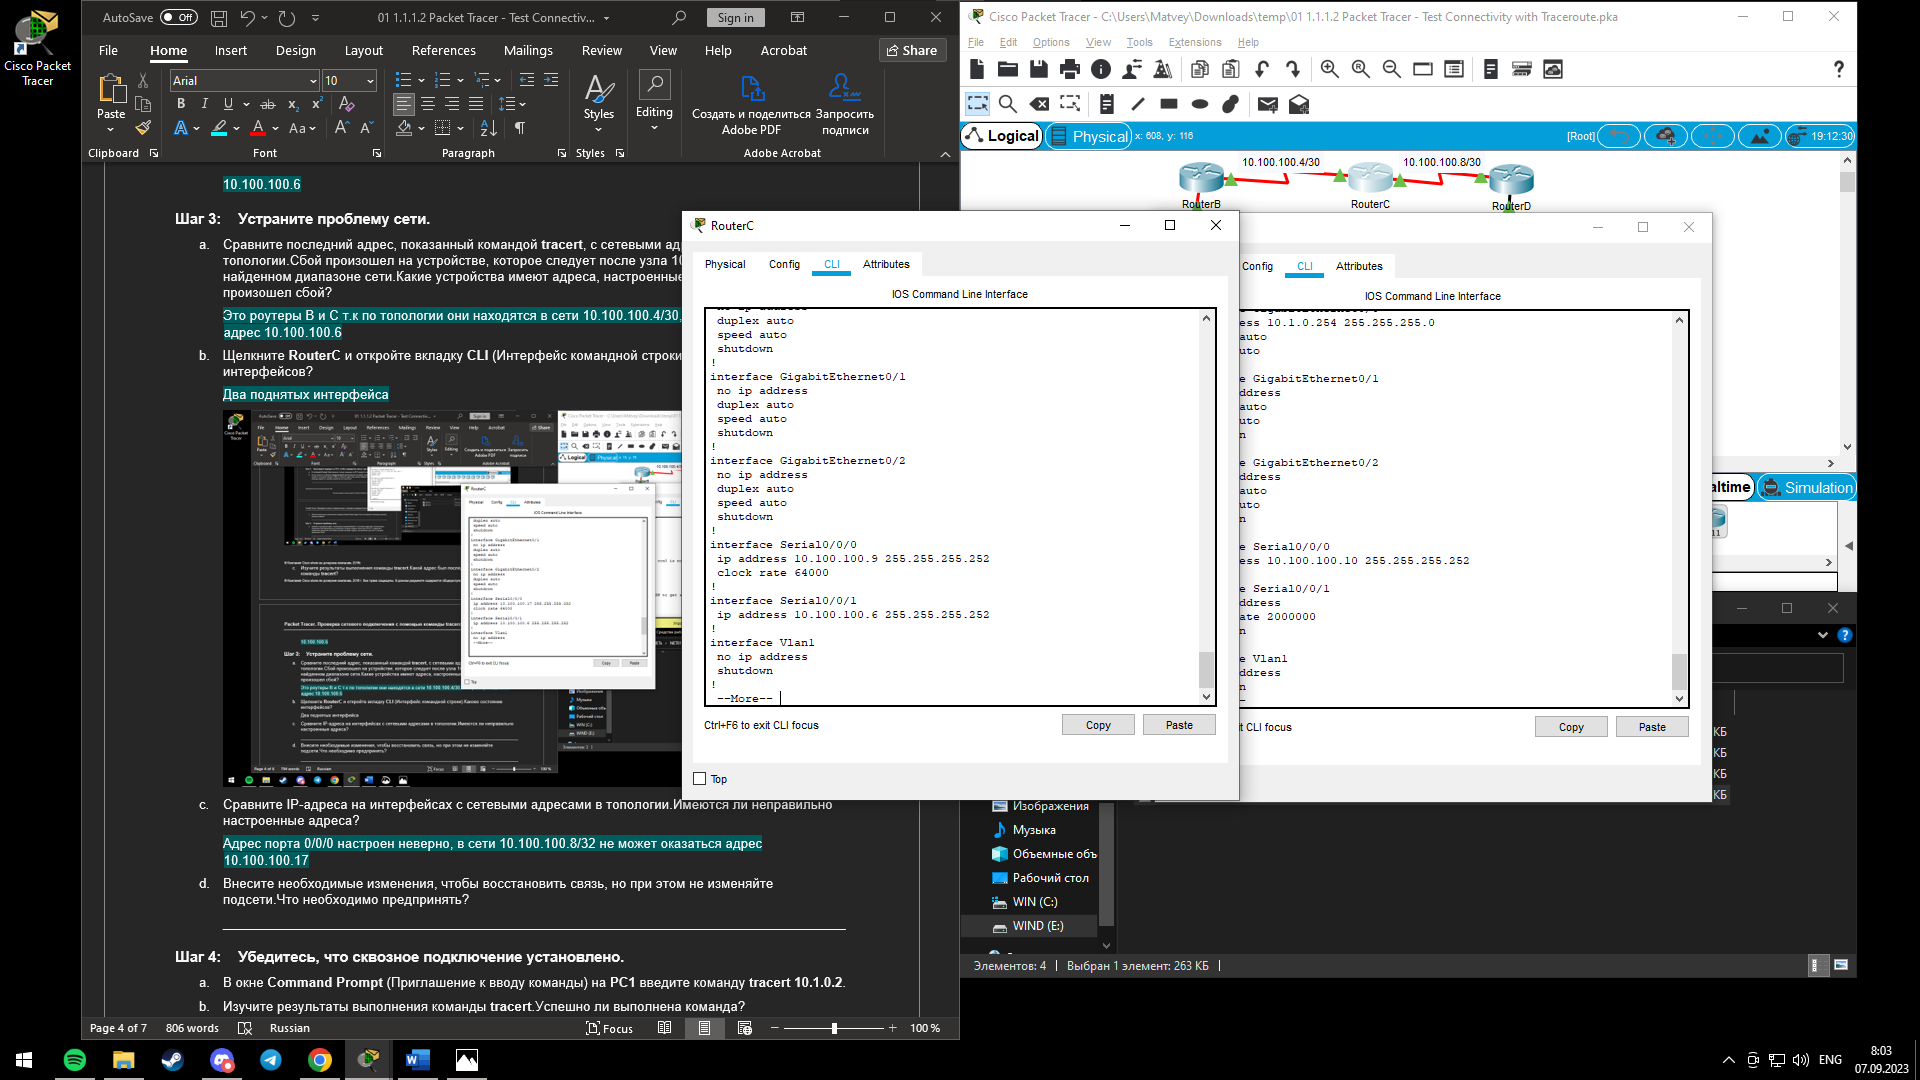 Cisco Packet
Tracer
AutoSave
Off
01 1.1.1.2 Packet Tracer - Test Connectiv...
Sign in
File
Home
Insert
Design
Layout
References
Mailings
Review
View
Help
Acrobat
Share
Arial
10
Paste
Styles
Editing
Создать и поделиться
Adobe PDF
Запросить
подписи
Clipboard
Font
Paragraph
Styles
Adobe Acrobat
10.100.100.6
Шаг 3: Устраните проблему сети.
a. Сравните последний адрес, показанный командой tracert, с сетевыми ад
топологии.Сбой произошел на устройстве, которое следует после узла 10
найденном диапазоне сети.Какие устройства имеют адреса, настроенные
произошел сбой?
Это роутеры В и С т.к по топологии они находятся в сети 10.100.100.4/30,
адрес 10.100.100.6
b. Щелкните RouterC и откройте вкладку CLI (Интерфейс командной строки
интерфейсов?
Два поднятых интерфейса
c. Сравните IP-адреса на интерфейсах с сетевыми адресами в топологии.Имеются ли неправильно
настроенные адреса?
Адрес порта 0/0/0 настроен неверно, в сети 10.100.100.8/32 не может оказаться адрес
10.100.100.17
d. Внесите необходимые изменения, чтобы восстановить связь, но при этом не изменяйте
подсети.Что необходимо предпринять?
Шаг 4: Убедитесь, что сквозное подключение установлено.
a. В окне Command Prompt (Приглашение к вводу команды) на PC1 введите команду tracert 10.1.0.2.
b. Изучите результаты выполнения команды tracert.Успешно ли выполнена команда?
Page 4 of 7
806 words
Russian
Focus
100 %
Cisco Packet Tracer - C:\Users\Matvey\Downloads\temp\01 1.1.1.2 Packet Tracer - Test Connectivity with Traceroute.pka
File
Edit
Options
View
Tools
Extensions
Help
Logical
Physical
x: 608, y: 116
[Root]
19:12:30
10.100.100.4/30
10.100.100.8/30
RouterB
RouterC
RouterD
RouterC
Physical
Config
CLI
Attributes
IOS Command Line Interface
no ip address
duplex auto
speed auto
shutdown
!
interface GigabitEthernet0/1
no ip address
duplex auto
speed auto
shutdown
!
interface GigabitEthernet0/2
no ip address
duplex auto
speed auto
shutdown
!
interface Serial0/0/0
ip address 10.100.100.9 255.255.255.252
clock rate 64000
!
interface Serial0/0/1
ip address 10.100.100.6 255.255.255.252
!
interface Vlan1
no ip address
shutdown
!
--More--
Ctrl+F6 to exit CLI focus
Copy
Paste
Top
Config
CLI
Attributes
IOS Command Line Interface
ess 10.1.0.254 255.255.255.0
auto
uto
e GigabitEthernet0/1
ddress
auto
uto
n
e GigabitEthernet0/2
ddress
auto
uto
n
e Serial0/0/0
ess 10.100.100.10 255.255.255.252
e Serial0/0/1
ddress
ate 2000000
n
e Vlan1
ddress
n
it CLI focus
Copy
Paste
altime
Simulation
КБ
КБ
КБ
КБ
Изображения
Музыка
Объемные объ
Рабочий стол
WIN (C:)
WIND (E:)
Элементов: 4
Выбран 1 элемент: 263 КБ
ENG
8:03
07.09.2023